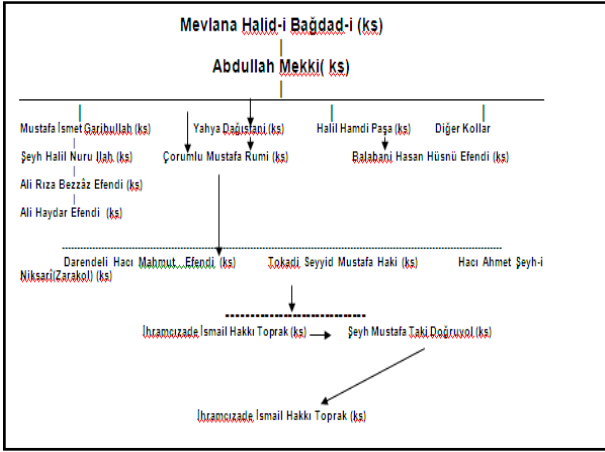 Mevlana Halid-i Bağdad-i (ks)
Abdullah Mekki( ks)
Mustafa İsmet Garibullah (ks) Yahya Dağıstani (ks) Halil Hamdi Paşa (ks) Diğer Kollar
Şeyh Halil Nuru llah (ks) Çorumlu Mustafa Rumi (ks) Balabani Hasan Hüsnü Efendi (ks)
Ali Rıza Bezzâz Efendi (ks)
Ali Haydar Efendi (ks)
Darendeli Hacı Mahmut Efendi (ks) Tokadi Seyyid Mustafa Haki (ks) Hacı Ahmet Şeyh-i
Niksarî(Zarakol) (ks)
İhramcızade İsmail Hakkı Toprak (ks) Şeyh Mustafa Taki Doğruyol (ks)
İhramcızade İsmail Hakkı Toprak (ks)